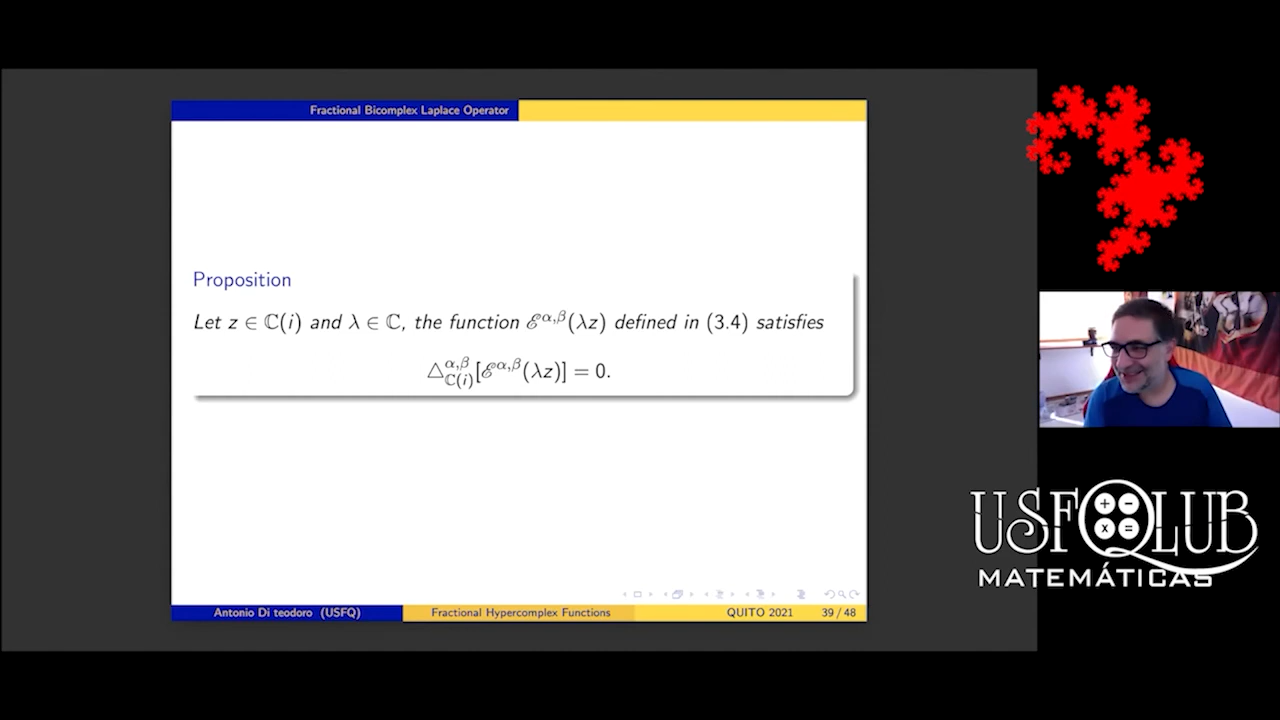 Fractional Bicomplex Laplace Operator
Proposition
Let z ∈ ℂ(i) and λ ∈ ℂ, the function ℰ^{α,β}(λz) defined in (3.4) satisfies
△^{α,β}_{ℂ(i)}[ℰ^{α,β}(λz)] = 0.
Antonio Di teodoro (USFQ) Fractional Hypercomplex Functions QUITO 2021 39 / 48
USFQLUB
MATEMÁTICAS